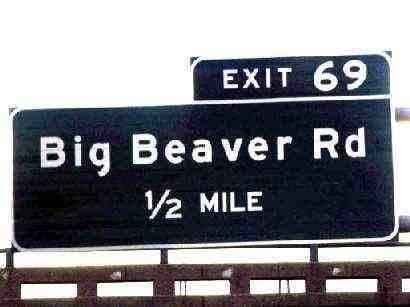 EXIT 69
Big Beaver Rd
½ MILE